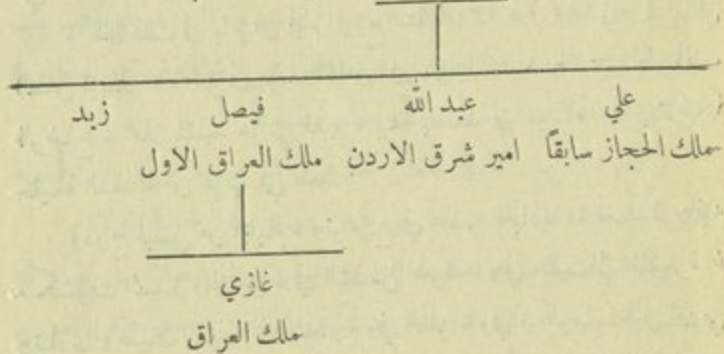 علي عبد الله فيصل زيد
ملك الحجاز سابقاً امير شرق الاردن ملك العراق الاول
غازي
ملك العراق